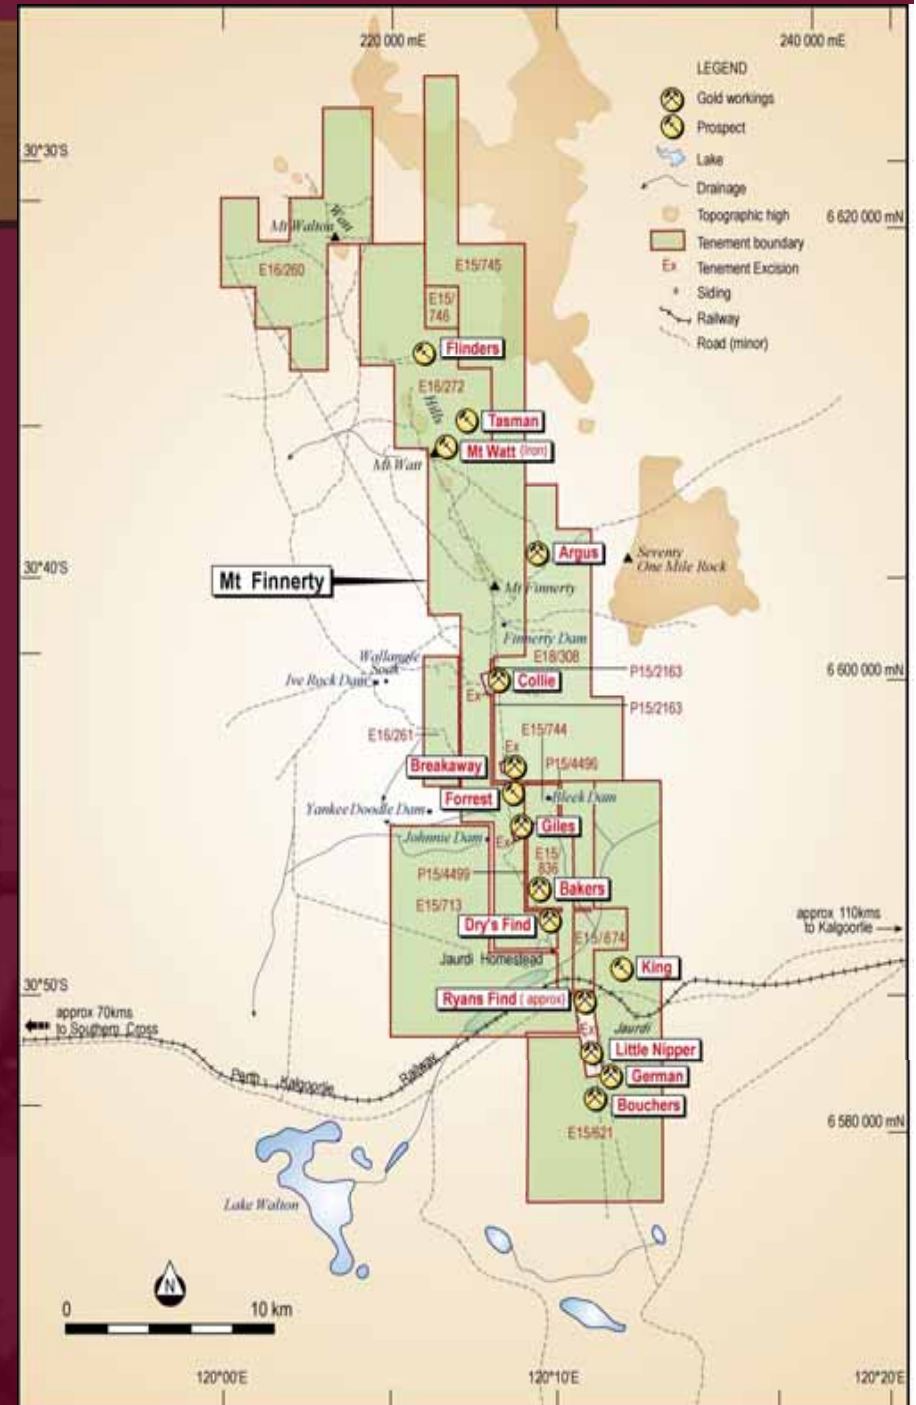 220 000 mE
240 000 mE
LEGEND
Gold workings
Prospect
Lake
Drainage
Topographic high
Tenement boundary
Ex Tenement Excision
Siding
Railway
Road (minor)
30°30'S
6 620 000 mN
Mt Walton
Watt
E16/260
E15/745
E15/
746
Flinders
E16/272
Hills
Tasman
Mt Watt (Iron)
Mt Watt
Argus
Seventy
One Mile Rock
30°40'S
Mt Finnerty
Mt Finnerty
Finnerty Dam
Wallangie
Soak
E18/308
P15/2163
6 600 000 mN
Ive Rock Dam
Collie
Ex
P15/2163
E16/261
E15/744
Ex
Breakaway
P15/4496
Forrest
Bleek Dam
Yankee Doodle Dam
Giles
Johnnie Dam
Ex
E15/
836
P15/4499
Bakers
E15/713
Dry's Find
approx 110kms
to Kalgoorlie
E15/674
Jaurdi Homestead
King
30°50'S
Ryans Find (approx)
approx 70kms
to Southern Cross
Ex
Jaurdi
Little Nipper
Perth Kalgoorlie Railway
German
Bouchers
6 580 000 mN
E15/621
Lake Walton
N
0 10 km
120°00'E
120°10'E
120°20'E